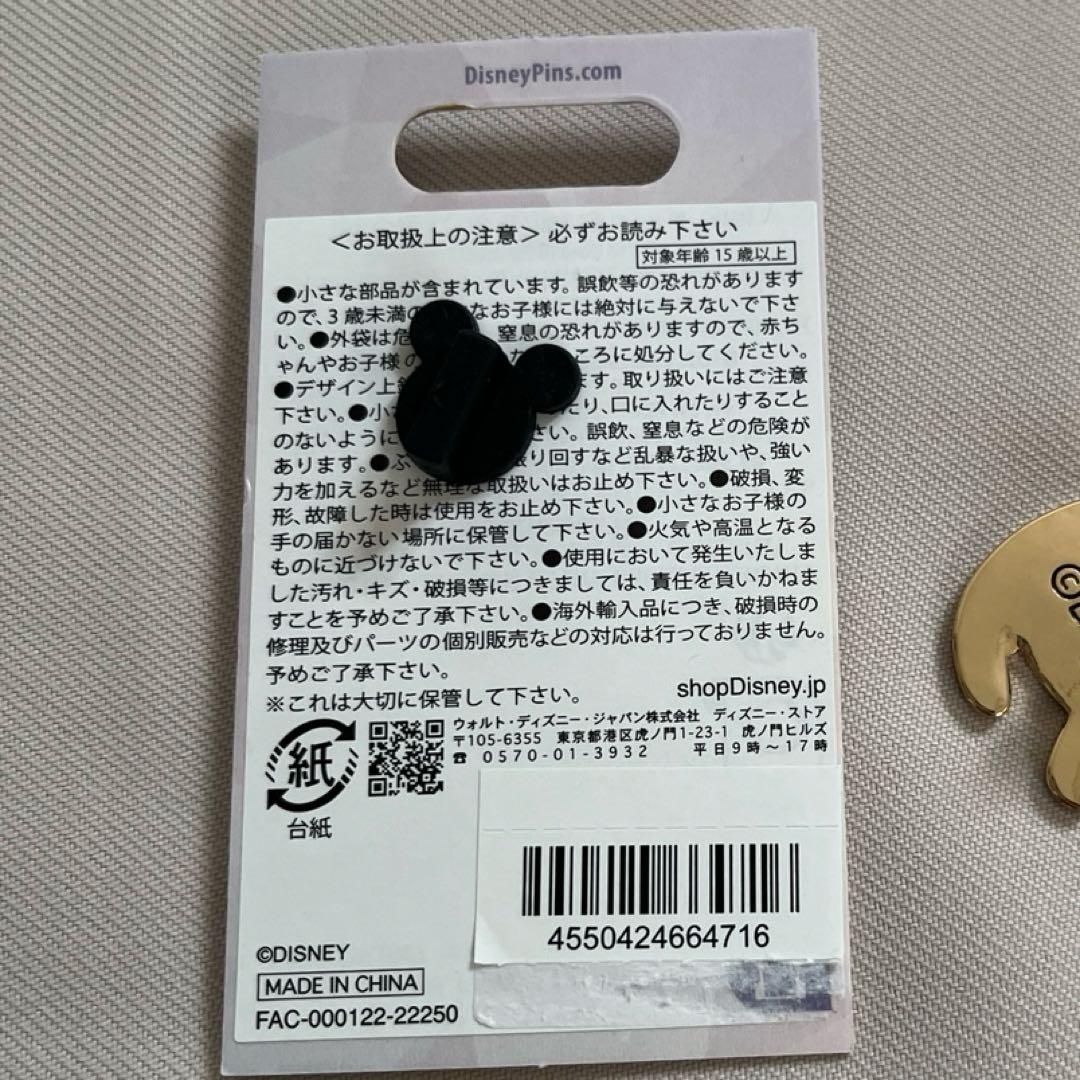 DisneyPins.com
＜お取扱上の注意＞必ずお読み下さい
対象年齢15歳以上
●小さな部品が含まれています。誤飲等の恐れがあります
ので、3歳未満の なお子様には絶対に与えないで下さ
い。●外袋は危 窒息の恐れがありますので、赤ち
ゃんやお子様の ころに処分してください。
●デザイン上 ます。取り扱いにはご注意
下さい。●小 たり、口に入れたりすること
のないように さい。誤飲、窒息などの危険が
あります。●ぶ 振り回すなど乱暴な扱いや、強い
力を加えるなど無理な取扱いはお止め下さい。●破損、変
形、故障した時は使用をお止め下さい。●小さなお子様の
手の届かない場所に保管して下さい。●火気や高温となる
ものに近づけないで下さい。●使用において発生いたしま
した汚れ・キズ・破損等につきましては、責任を負いかねま
すことを予めご了承下さい。●海外輸入品につき、破損時の
修理及びパーツの個別販売などの対応は行っておりません。
予めご了承下さい。
※これは大切に保管して下さい。
shopDisney.jp
紙
台紙
ウォルト・ディズニー・ジャパン株式会社 ディズニー・ストア
〒105-6355 東京都港区虎ノ門1-23-1 虎ノ門ヒルズ
☎ 0570-01-3932 平日9時～17時
4550424664716
©DISNEY
MADE IN CHINA
FAC-000122-22250